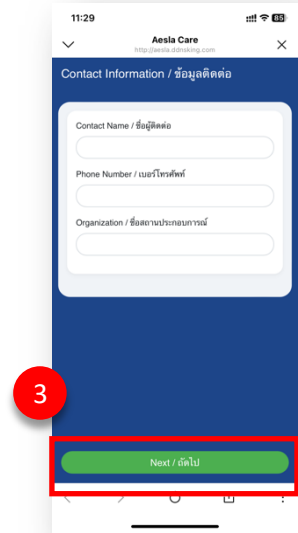 11:29
85
Aesla Care
http://aesla.ddnsking.com
Contact Information / ข้อมูลติดต่อ
Contact Name / ชื่อผู้ติดต่อ
Phone Number / เบอร์โทรศัพท์
Organization / ชื่อสถานประกอบการณ์
3
Next / ถัดไป